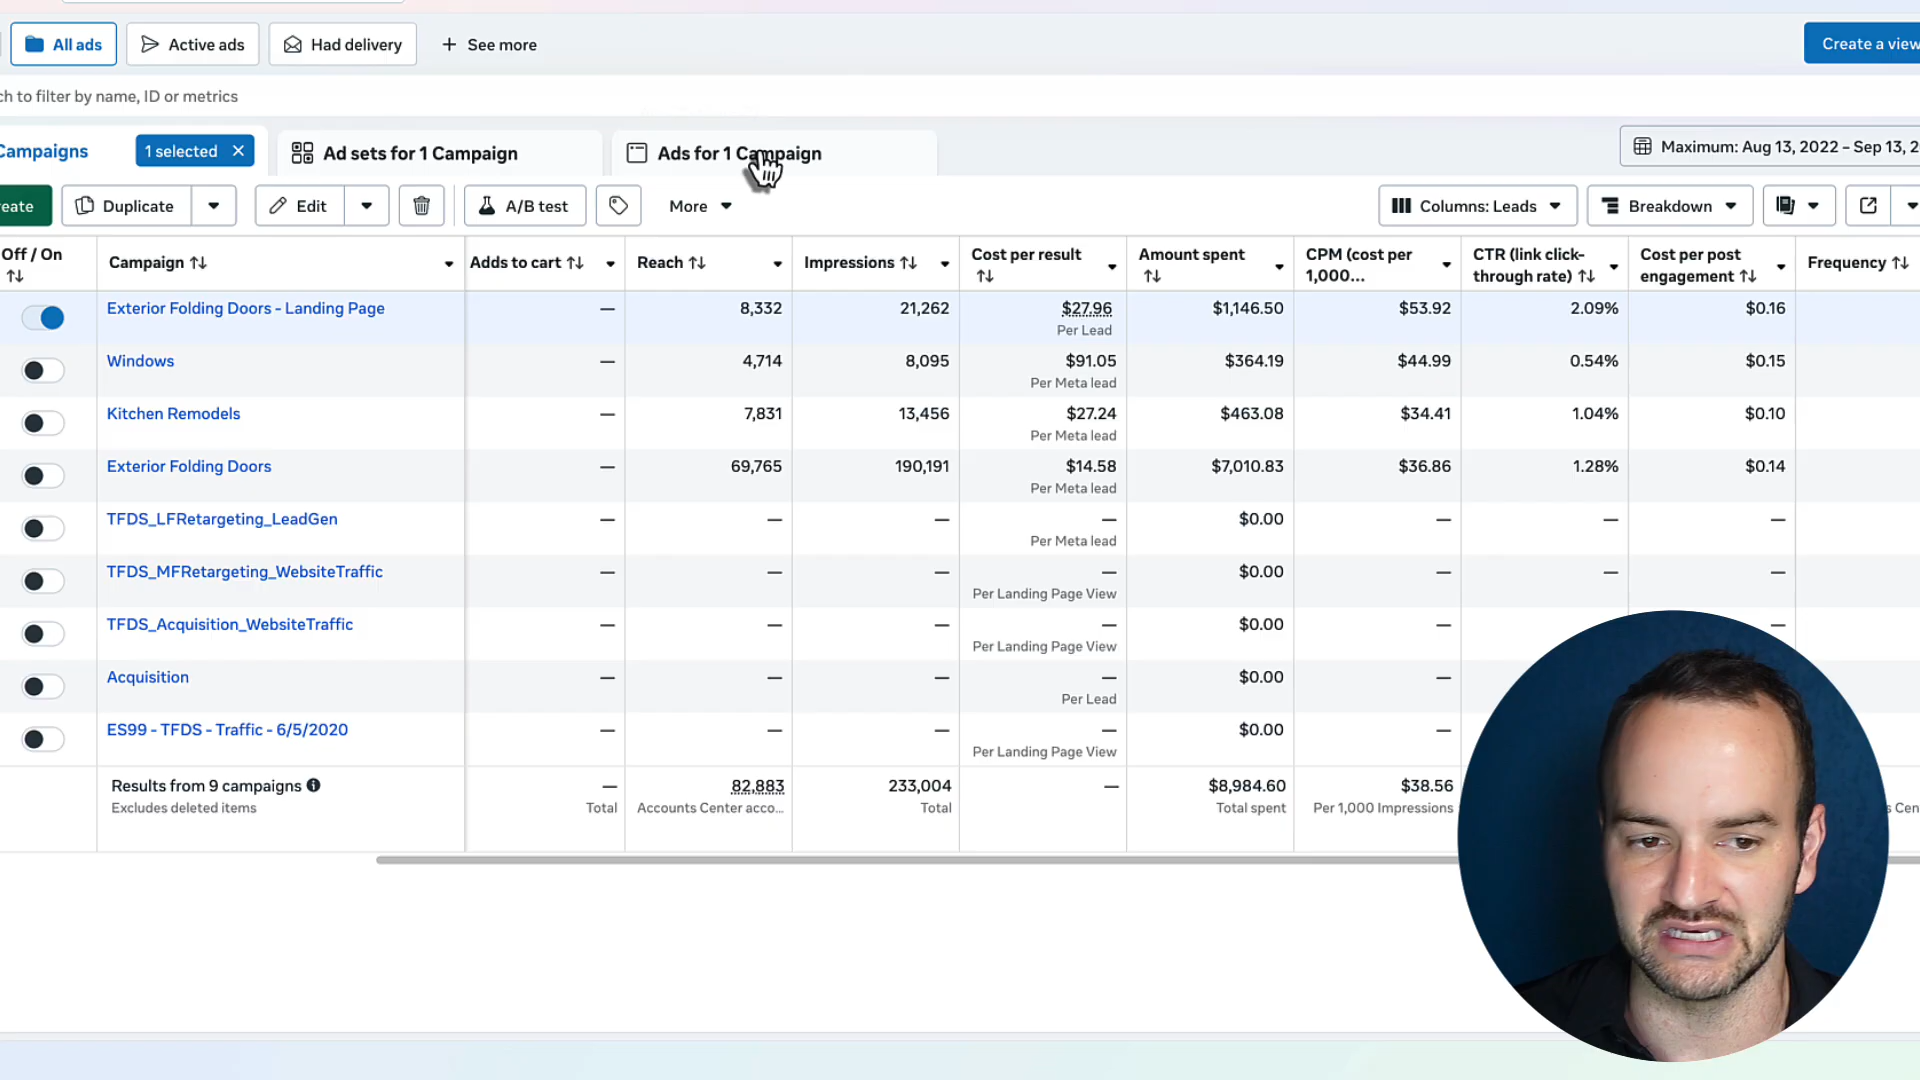 All ads
Active ads
Had delivery
See more
Create a view
ch to filter by name, ID or metrics
Campaigns
1 selected
Ad sets for 1 Campaign
Ads for 1 Campaign
Maximum: Aug 13, 2022 – Sep 13, 2
eate
Duplicate
Edit
A/B test
More
Columns: Leads
Breakdown
Off / On
Campaign
Adds to cart
Reach
Impressions
Cost per result
Amount spent
CPM (cost per
1,000...
CTR (link click-
through rate)
Cost per post
engagement
Frequency
Exterior Folding Doors - Landing Page — 8,332 21,262 $27.96 $1,146.50 $53.92 2.09% $0.16
Per Lead
Windows — 4,714 8,095 $91.05 $364.19 $44.99 0.54% $0.15
Per Meta lead
Kitchen Remodels — 7,831 13,456 $27.24 $463.08 $34.41 1.04% $0.10
Per Meta lead
Exterior Folding Doors — 69,765 190,191 $14.58 $7,010.83 $36.86 1.28% $0.14
Per Meta lead
TFDS_LFRetargeting_LeadGen — — — — $0.00 — — —
Per Meta lead
TFDS_MFRetargeting_WebsiteTraffic — — — — $0.00 — — —
Per Landing Page View
TFDS_Acquisition_WebsiteTraffic — — — — $0.00 — —
Per Landing Page View
Acquisition — — — — $0.00 —
Per Lead
ES99 - TFDS - Traffic - 6/5/2020 — — — — $0.00 —
Per Landing Page View
Results from 9 campaigns — 82,883 233,004 — $8,984.60 $38.56
Excludes deleted items Total Accounts Center acco... Total Total spent Per 1,000 Impressions s Cen